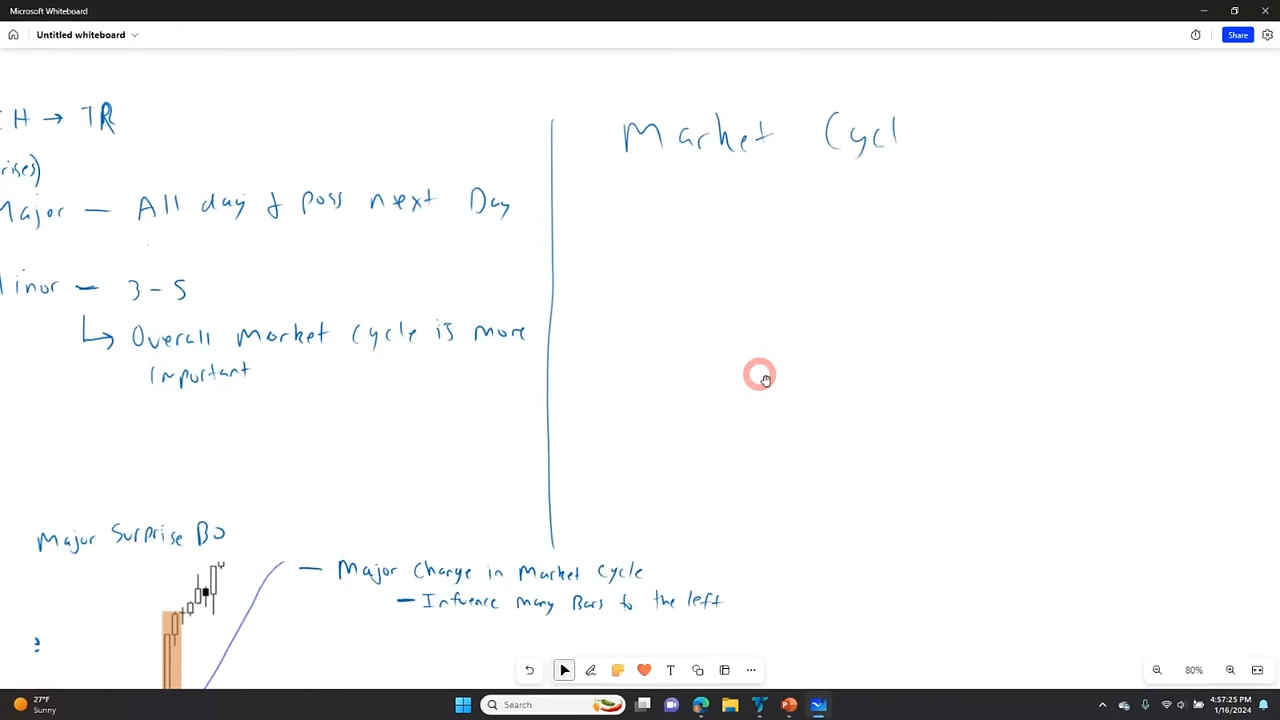 Microsoft Whiteboard
Untitled whiteboard
Share
H → TR
rises)
Major — All day & poss next Day
inor — 3-5
↳ Overall market cycle is more
important
Market Cycl
Major Surprise BO
— Major Change in Market Cycle
— Infuence many Bars to the left
e
T
80%
27°F
Sunny
Search
4:57:25 PM
1/16/2024